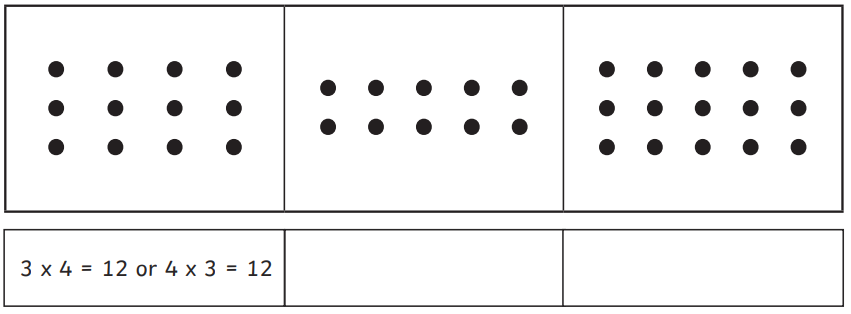 3 x 4 = 12 or 4 x 3 = 12